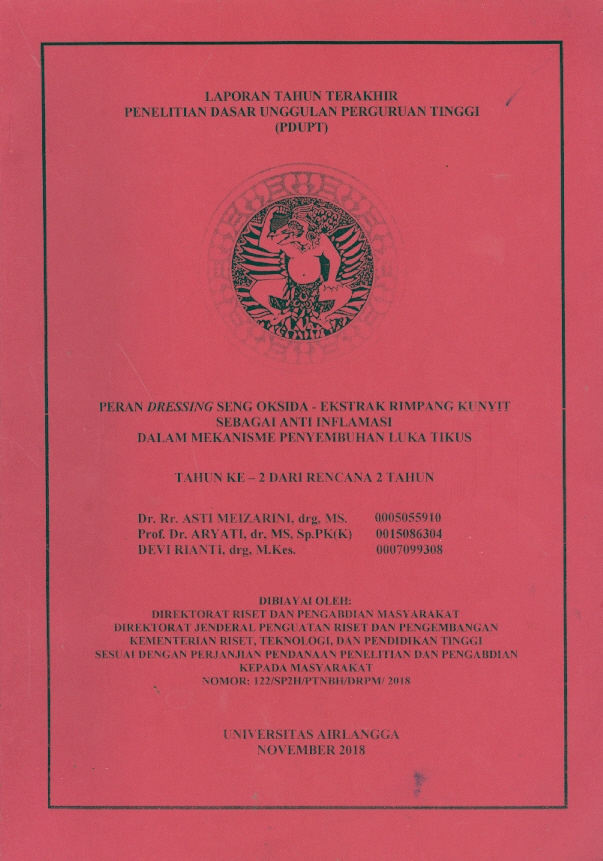 LAPORAN TAHUN TERAKHIR
PENELITIAN DASAR UNGGULAN PERGURUAN TINGGI
(PDUPT)
PERAN DRESSING SENG OKSIDA - EKSTRAK RIMPANG KUNYIT
SEBAGAI ANTI INFLAMASI
DALAM MEKANISME PENYEMBUHAN LUKA TIKUS
TAHUN KE – 2 DARI RENCANA 2 TAHUN
Dr. Rr. ASTI MEIZARINI, drg, MS. 0005055910
Prof. Dr. ARYATI, dr, MS, Sp.PK(K) 0015086304
DEVI RIANTI, drg, M.Kes. 0007099308
DIBIAYAI OLEH:
DIREKTORAT RISET DAN PENGABDIAN MASYARAKAT
DIREKTORAT JENDERAL PENGUATAN RISET DAN PENGEMBANGAN
KEMENTERIAN RISET, TEKNOLOGI, DAN PENDIDIKAN TINGGI
SESUAI DENGAN PERJANJIAN PENDANAAN PENELITIAN DAN PENGABDIAN
KEPADA MASYARAKAT
NOMOR: 122/SP2H/PTNBH/DRPM/ 2018
UNIVERSITAS AIRLANGGA
NOVEMBER 2018